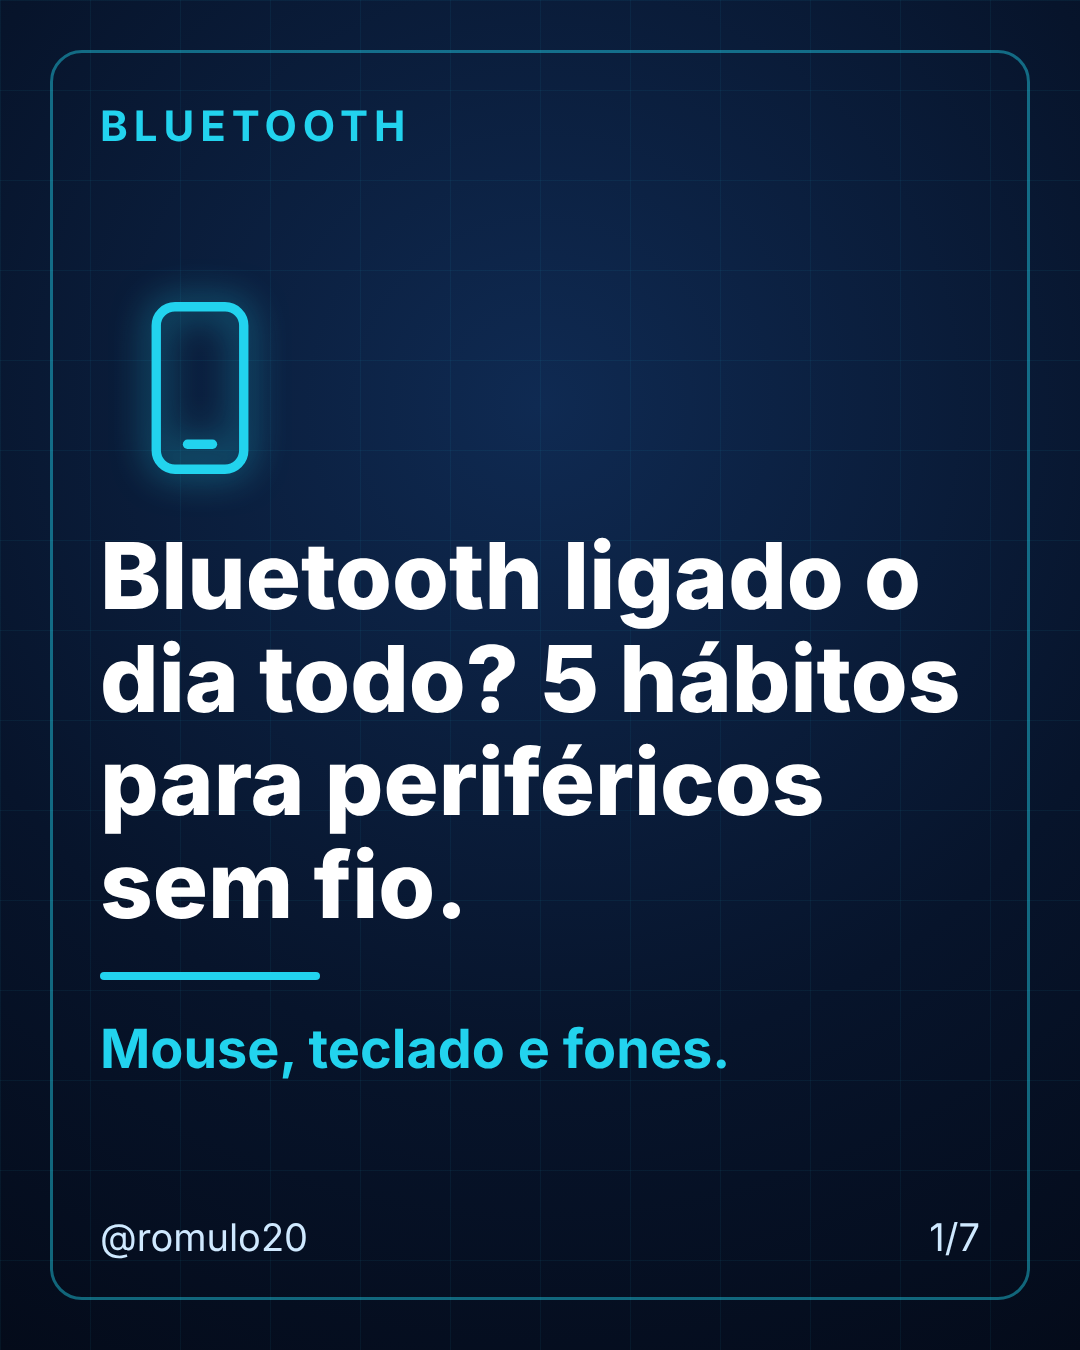 BLUETOOTH
Bluetooth ligado o
dia todo? 5 hábitos
para periféricos
sem fio.
Mouse, teclado e fones.
@romulo20
1/7